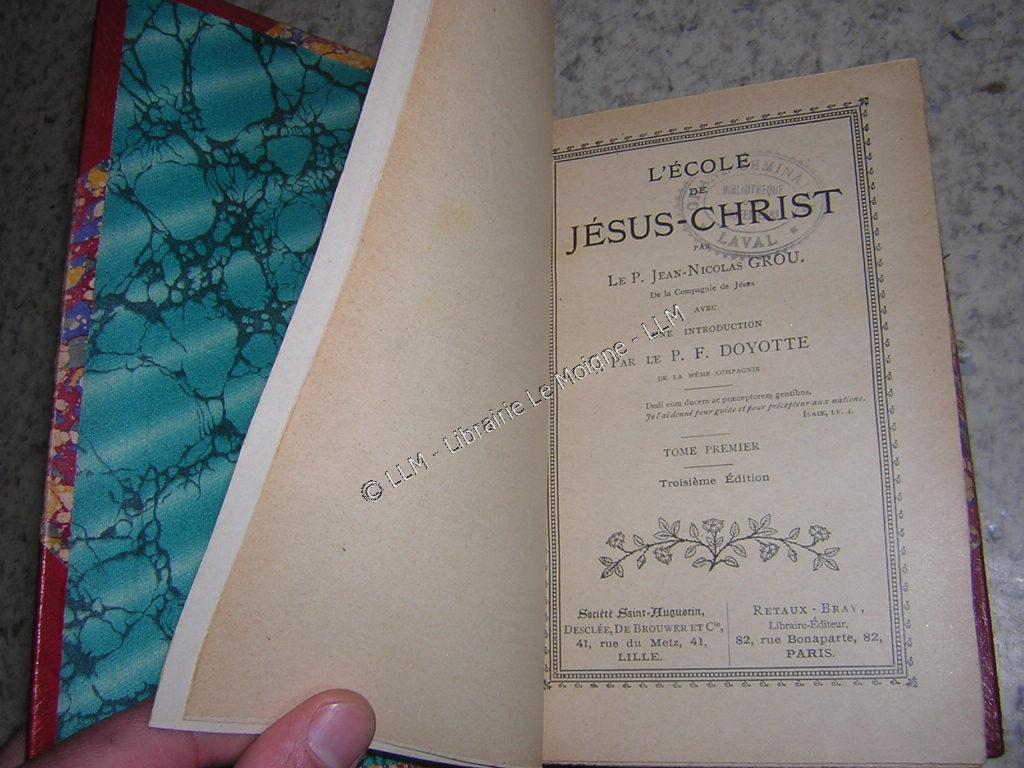 L'ÉCOLE
DE
JÉSUS-CHRIST
PAR
LE P. JEAN-NICOLAS GROU.
De la Compagnie de Jésus
AVEC
UNE INTRODUCTION
PAR LE P. F. DOYOTTE
DE LA MÊME COMPAGNIE
Dedi eum ducem ac præceptorem gentibus.
Je l'ai donné pour guide et pour précepteur aux nations.
ISAIE, LV. 4.
TOME PREMIER
Troisième Édition
Société Saint-Augustin,
DESCLÉE, DE BROUWER ET Cie,
41, rue du Metz, 41,
LILLE.
RETAUX-BRAY,
Libraire-Éditeur,
82, rue Bonaparte, 82,
PARIS.
BIBLIOTHEQUE
LAVAL
© LLM - Librairie Le Moigne - LLM